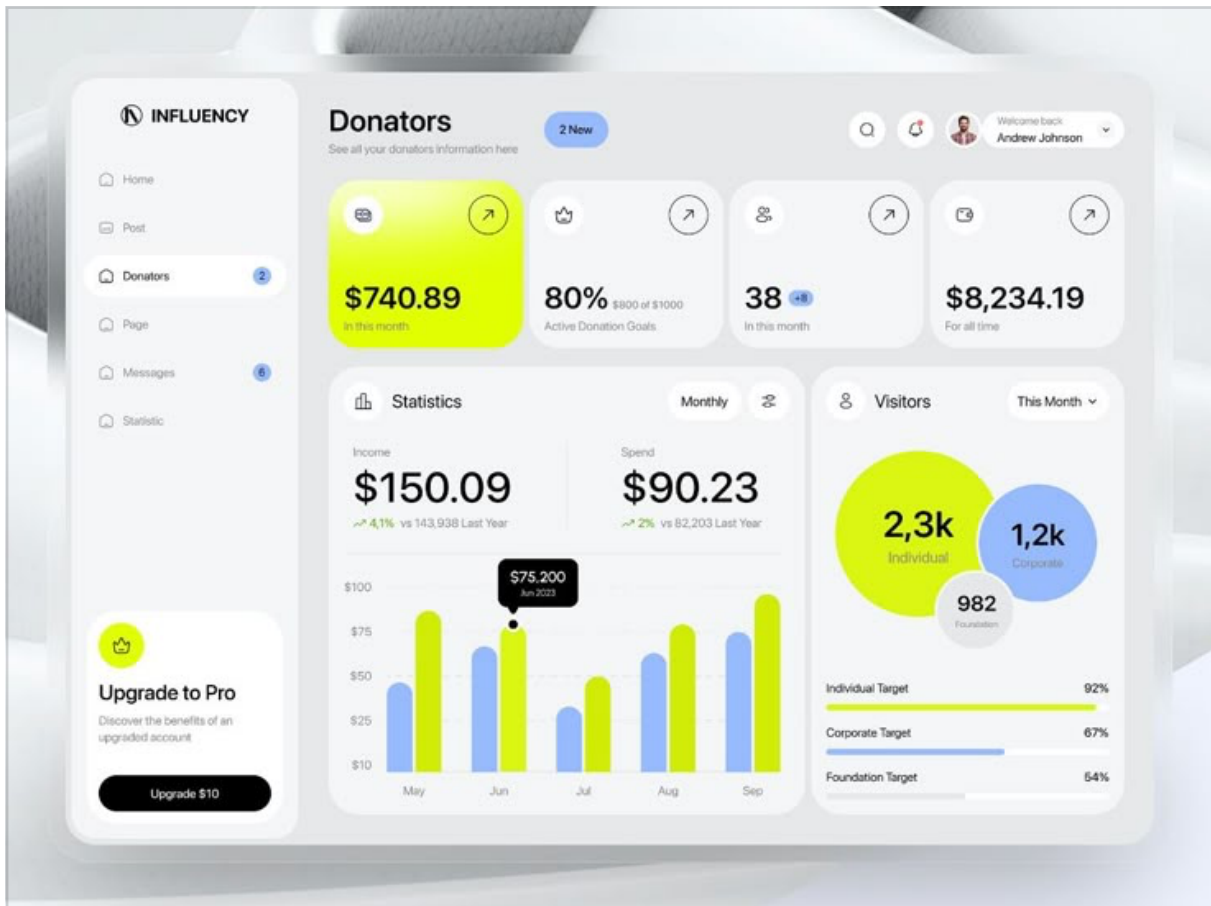 INFLUENCY
Home
Post
Donators 2
Page
Messages 6
Statistic
Upgrade to Pro
Discover the benefits of an
upgraded account
Upgrade $10
Donators
See all your donators information here
2 New
Welcome back
Andrew Johnson
$740.89
In this month
80% $800 of $1000
Active Donation Goals
38 +8
In this month
$8,234.19
For all time
Statistics
Monthly
Income
$150.09
4,1% vs 143,938 Last Year
Spend
$90.23
2% vs 82,203 Last Year
$100
$75
$50
$25
$10
$75,200
Jun 2023
May Jun Jul Aug Sep
Visitors
This Month
2,3k
Individual
1,2k
Corporate
982
Foundation
Individual Target 92%
Corporate Target 67%
Foundation Target 54%